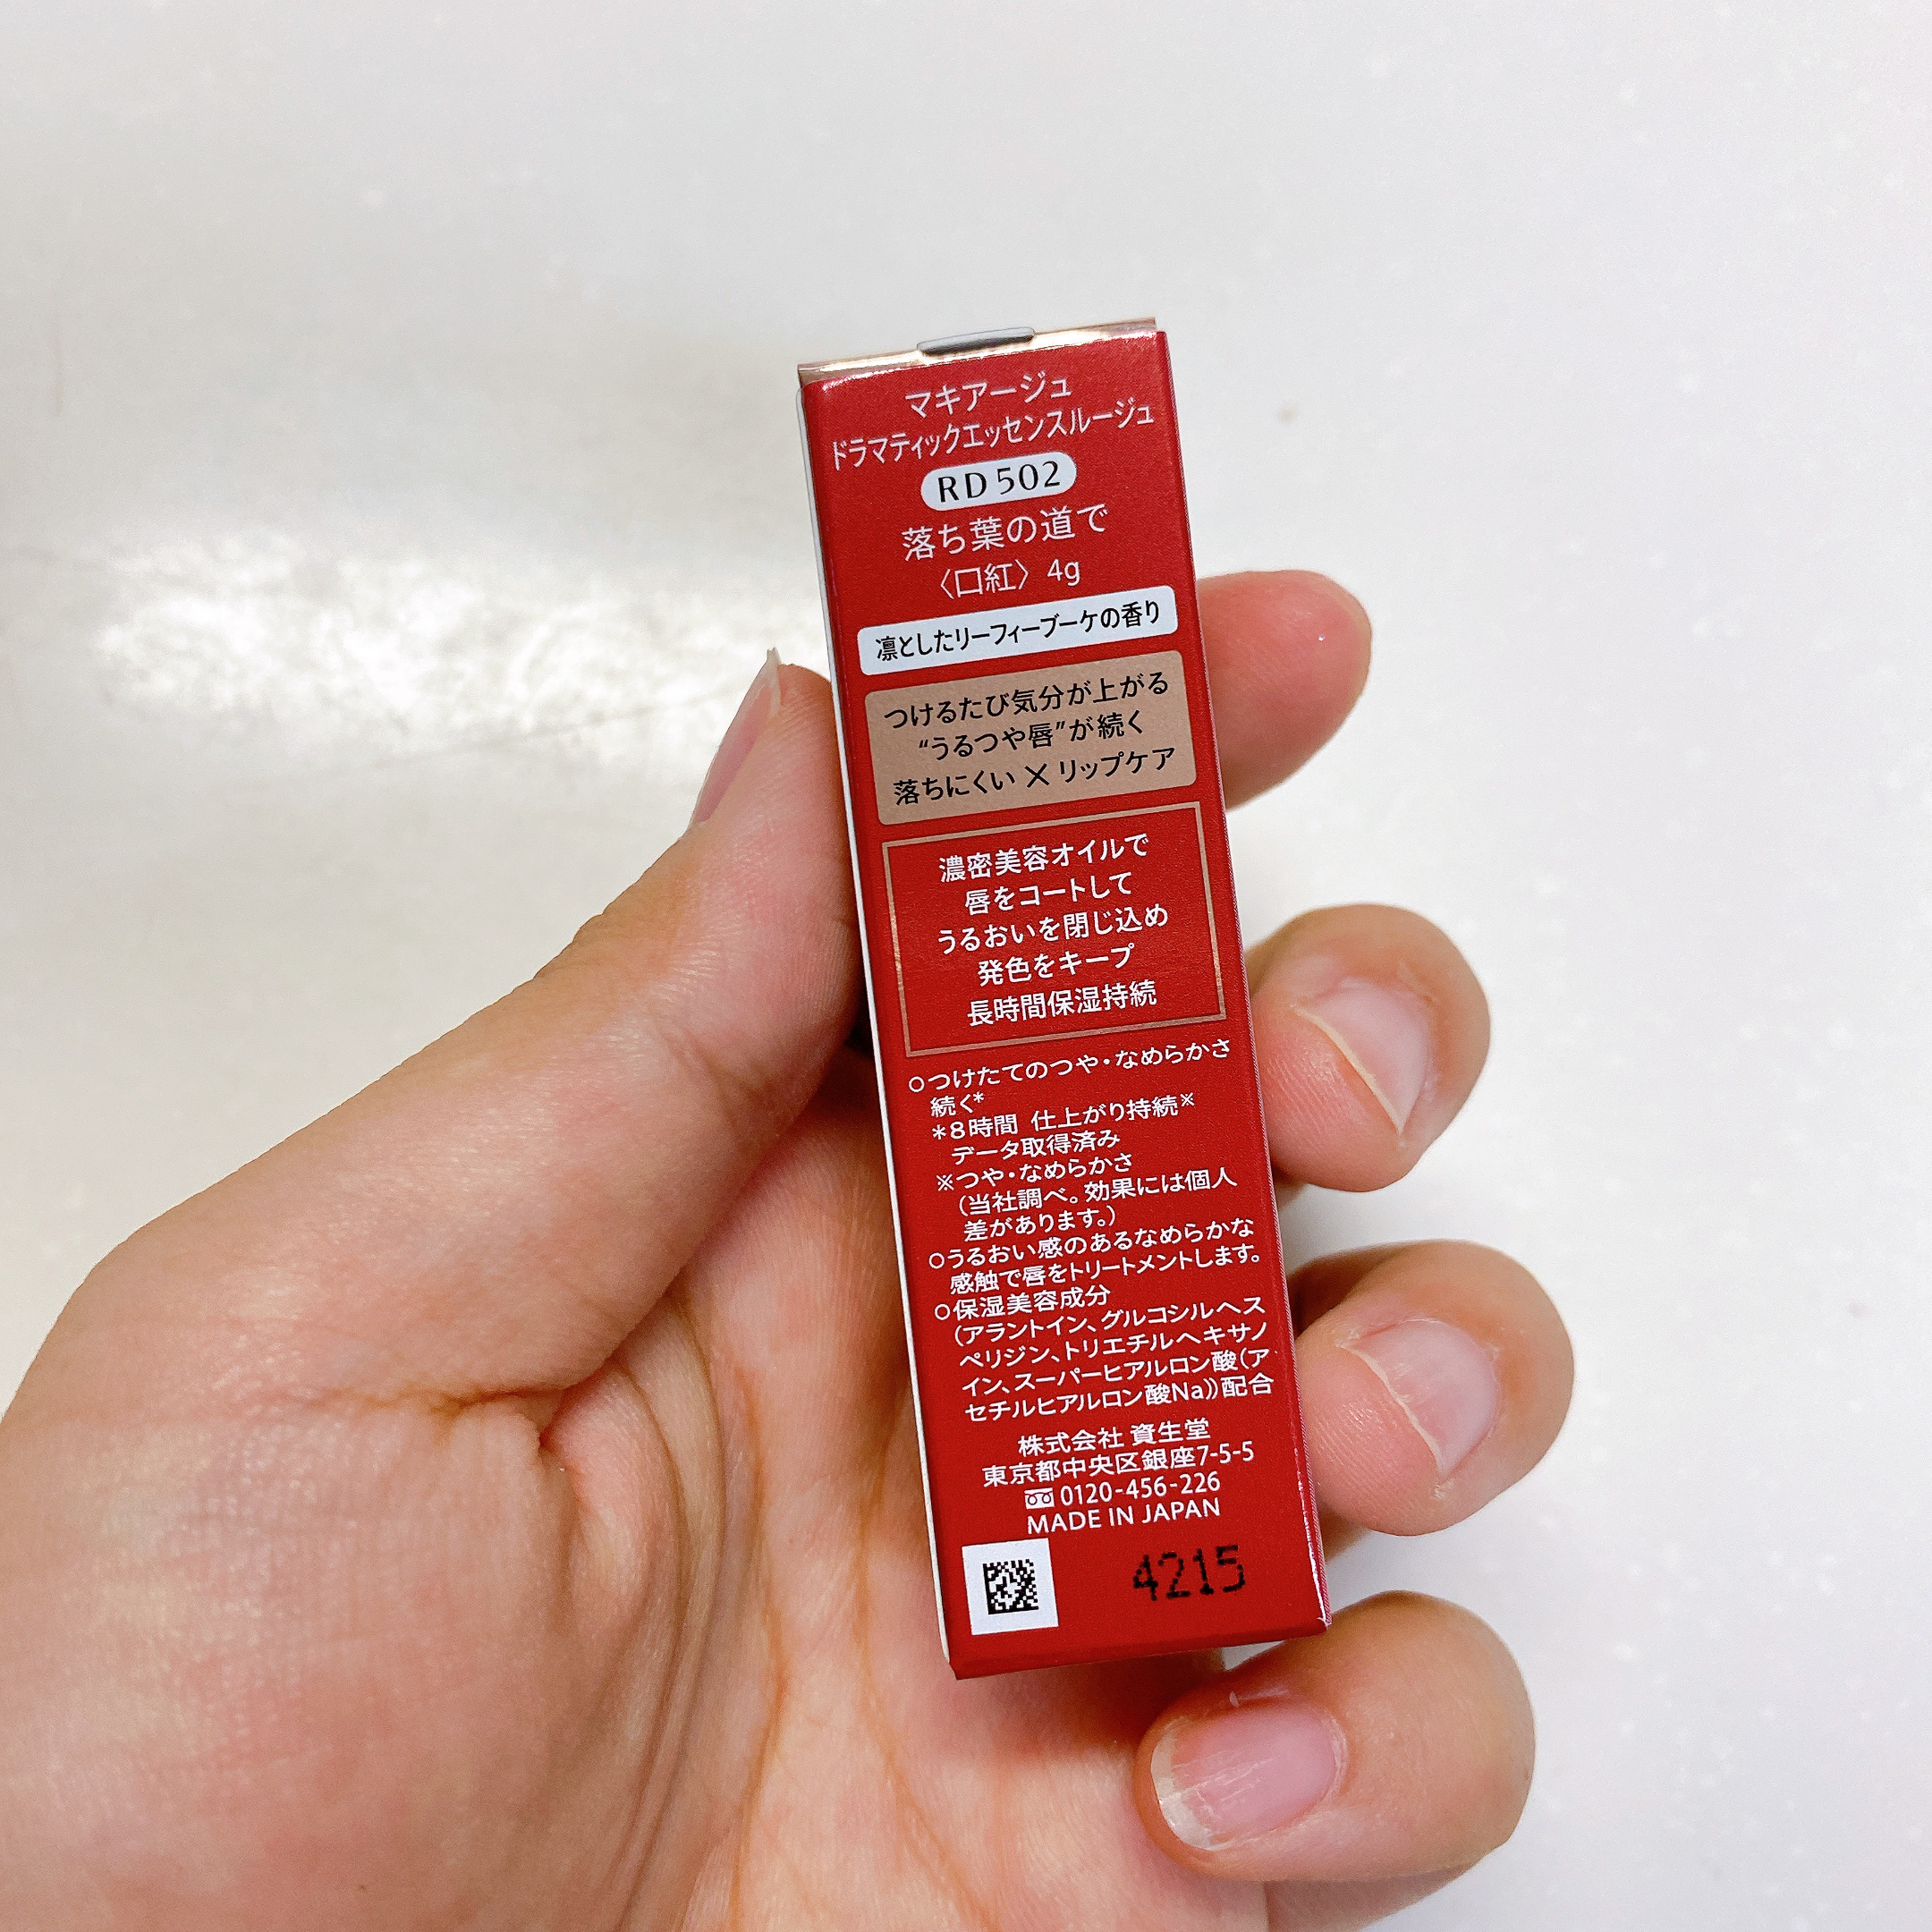 マキアージュ
ドラマティックエッセンスルージュ
RD 502
落ち葉の道で
〈口紅〉4g
凛としたリーフィーブーケの香り
つけるたび気分が上がる
“うるつや唇”が続く
落ちにくい×リップケア
濃密美容オイルで
唇をコートして
うるおいを閉じ込め
発色をキープ
長時間保湿持続
○つけたてのつや・なめらかさ
続く*
*8時間 仕上がり持続※
データ取得済み
※つや・なめらかさ
(当社調べ。効果には個人
差があります。)
○うるおい感のあるなめらかな
感触で唇をトリートメントします。
○保湿美容成分
(アラントイン、グルコシルヘス
ペリジン、トリエチルヘキサノ
イン、スーパーヒアルロン酸(ア
セチルヒアルロン酸Na))配合
株式会社 資生堂
東京都中央区銀座7-5-5
0120-456-226
MADE IN JAPAN
4215